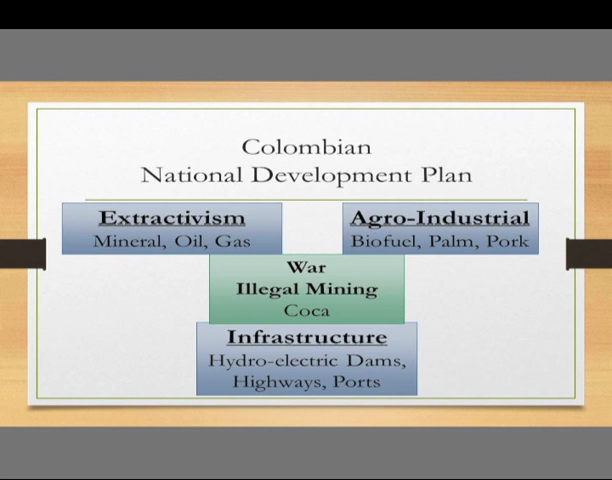 Colombian
National Development Plan
Extractivism
Mineral, Oil, Gas
Agro-Industrial
Biofuel, Palm, Pork
War
Illegal Mining
Coca
Infrastructure
Hydro-electric Dams,
Highways, Ports